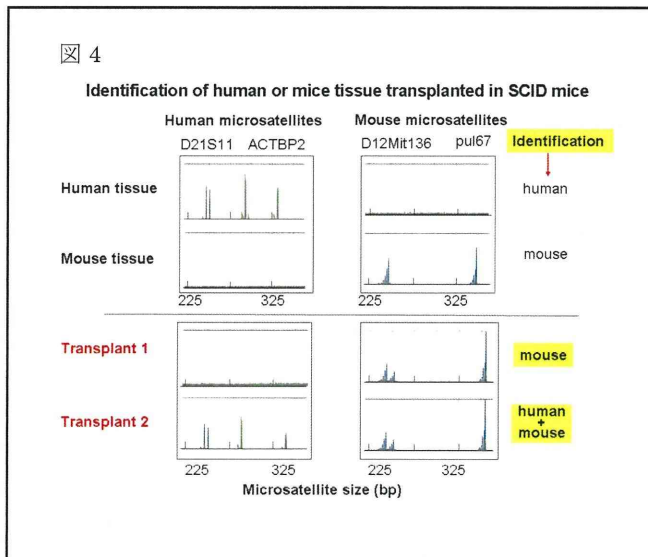 図 4
Identification of human or mice tissue transplanted in SCID mice
Human microsatellites Mouse microsatellites
D21S11 ACTBP2 D12Mit136 pul67 Identification
Human tissue human
Mouse tissue mouse
225 325 225 325
Transplant 1 mouse
Transplant 2 human
+
mouse
225 325 225 325
Microsatellite size (bp)